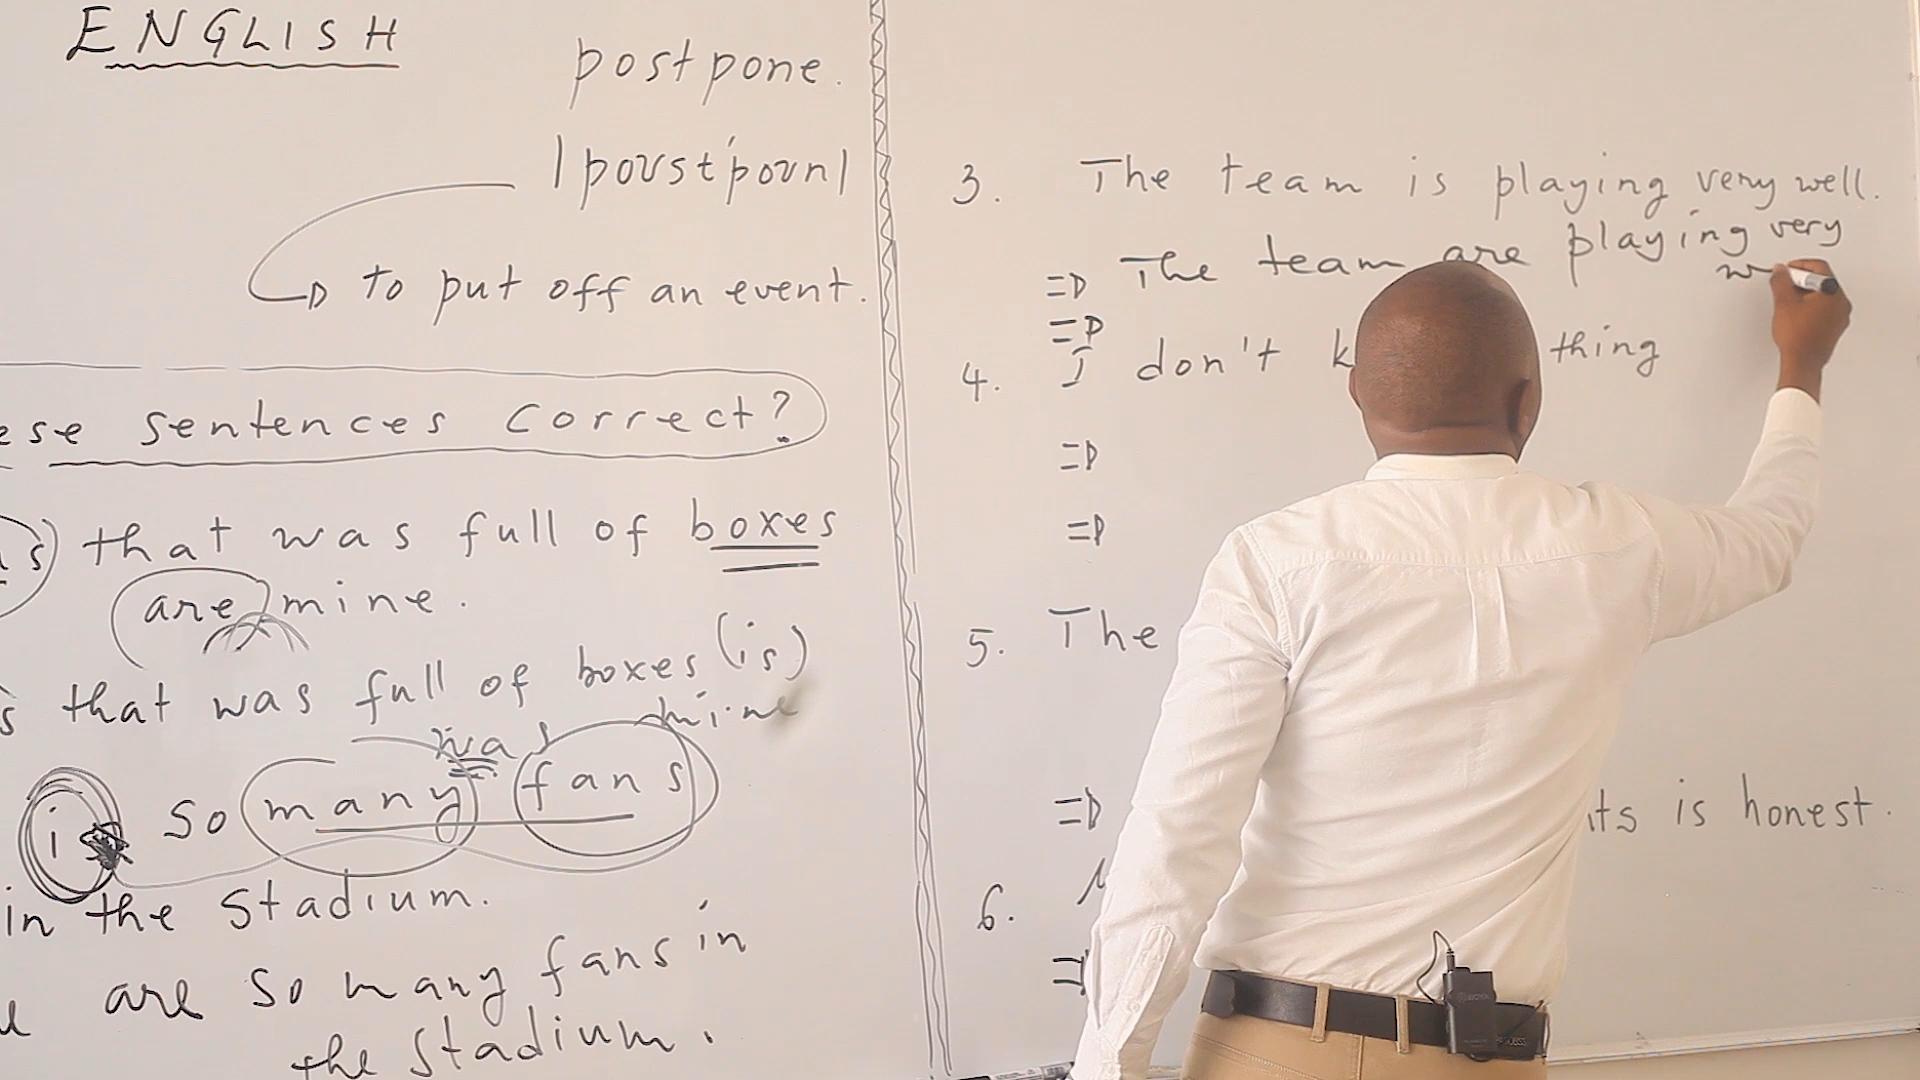 ENGLISH
postpone.
/poʊst'poʊn/
to put off an event.
ese sentences correct?
s) that was full of boxes
are mine.
s that was full of boxes (is)
mine
was
i so many fans
in the stadium.
are so many fans in
the stadium.
3. The team is playing very well.
=D The team are playing very
w
=D
4. I don't k thing
=D
=D
5. The
=D ts is honest.
6.
=D